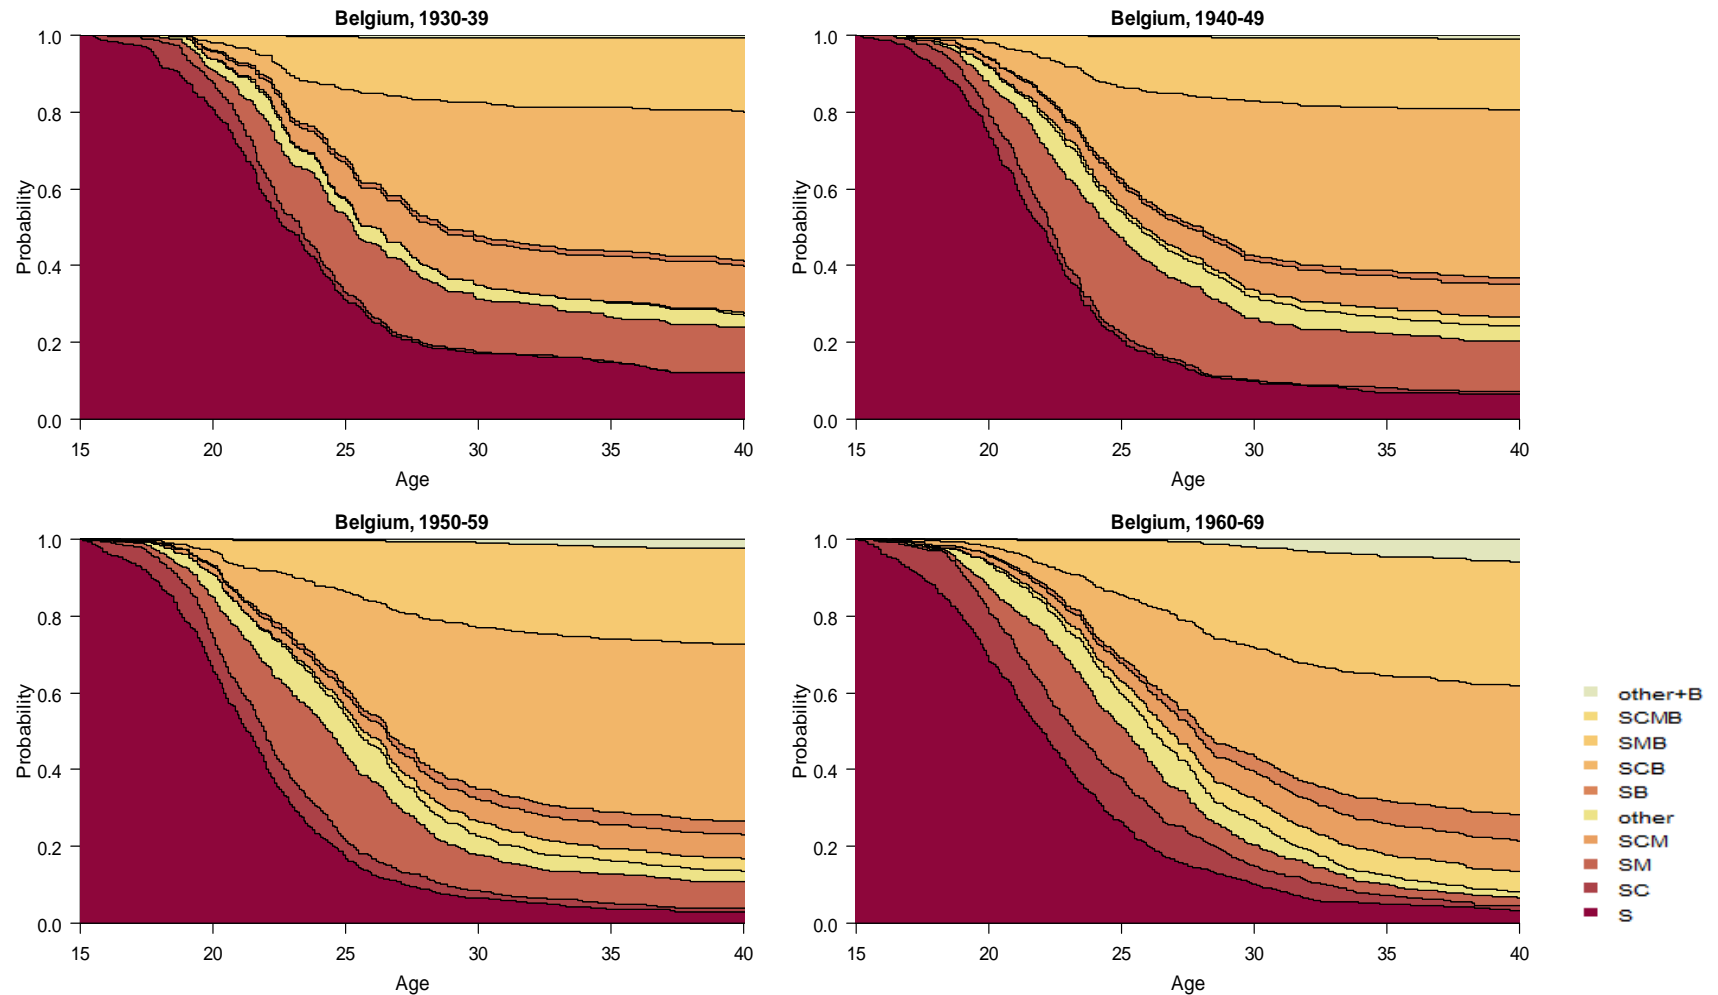 Belgium, 1930-39
Probability
1.0
0.8
0.6
0.4
0.2
0.0
15 20 25 30 35 40
Age
Belgium, 1940-49
Probability
1.0
0.8
0.6
0.4
0.2
0.0
15 20 25 30 35 40
Age
Belgium, 1950-59
Probability
1.0
0.8
0.6
0.4
0.2
0.0
15 20 25 30 35 40
Age
Belgium, 1960-69
Probability
1.0
0.8
0.6
0.4
0.2
0.0
15 20 25 30 35 40
Age
other+B
SCMB
SMB
SCB
SB
other
SCM
SM
SC
S